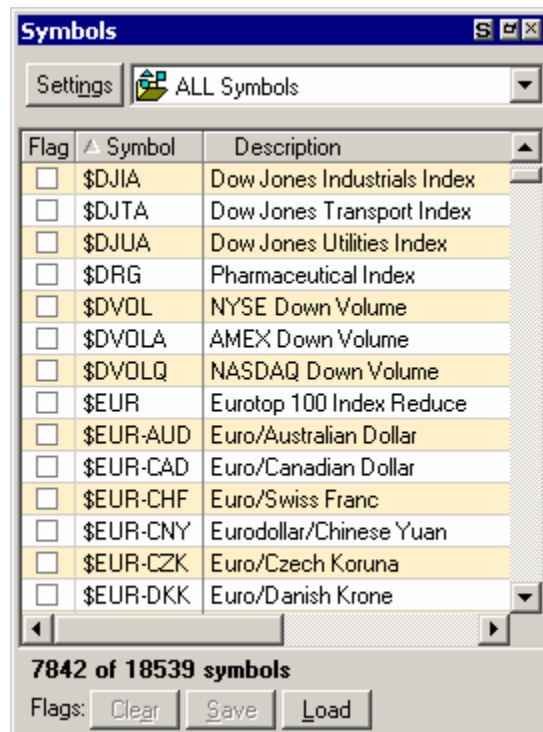 Symbols S
Settings ALL Symbols
Flag Symbol Description
$DJIA Dow Jones Industrials Index
$DJTA Dow Jones Transport Index
$DJUA Dow Jones Utilities Index
$DRG Pharmaceutical Index
$DVOL NYSE Down Volume
$DVOLA AMEX Down Volume
$DVOLQ NASDAQ Down Volume
$EUR Eurotop 100 Index Reduce
$EUR-AUD Euro/Australian Dollar
$EUR-CAD Euro/Canadian Dollar
$EUR-CHF Euro/Swiss Franc
$EUR-CNY Eurodollar/Chinese Yuan
$EUR-CZK Euro/Czech Koruna
$EUR-DKK Euro/Danish Krone
7842 of 18539 symbols
Flags: Clear Save Load